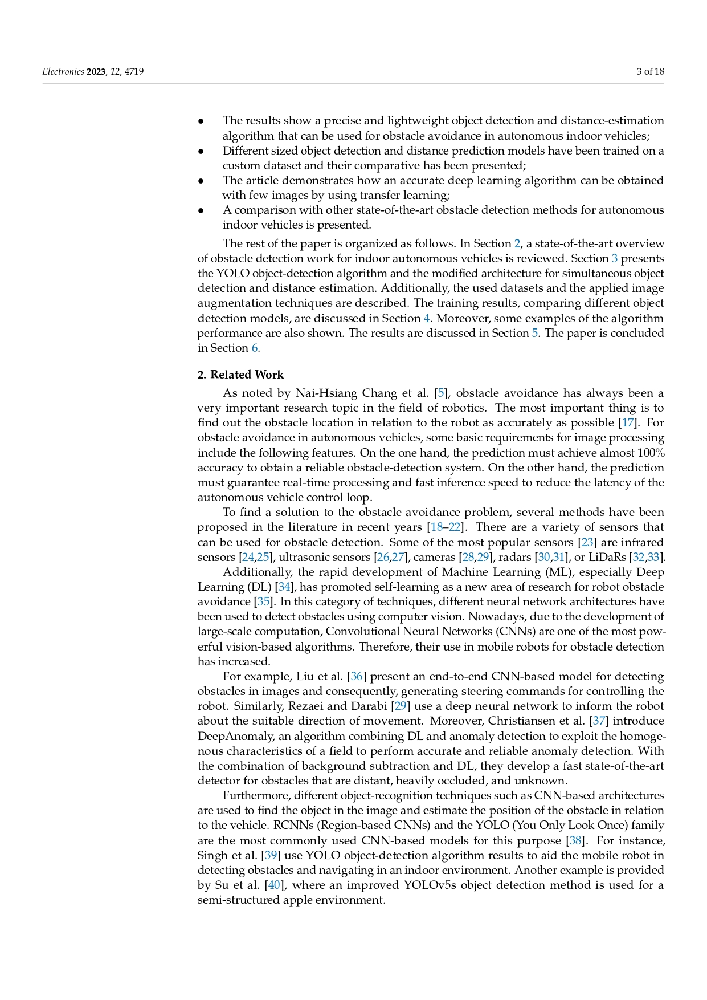 Electronics 2023, 12, 4719
3 of 18
● The results show a precise and lightweight object detection and distance-estimation
algorithm that can be used for obstacle avoidance in autonomous indoor vehicles;
● Different sized object detection and distance prediction models have been trained on a
custom dataset and their comparative has been presented;
● The article demonstrates how an accurate deep learning algorithm can be obtained
with few images by using transfer learning;
● A comparison with other state-of-the-art obstacle detection methods for autonomous
indoor vehicles is presented.
The rest of the paper is organized as follows. In Section 2, a state-of-the-art overview
of obstacle detection work for indoor autonomous vehicles is reviewed. Section 3 presents
the YOLO object-detection algorithm and the modified architecture for simultaneous object
detection and distance estimation. Additionally, the used datasets and the applied image
augmentation techniques are described. The training results, comparing different object
detection models, are discussed in Section 4. Moreover, some examples of the algorithm
performance are also shown. The results are discussed in Section 5. The paper is concluded
in Section 6.
2. Related Work
As noted by Nai-Hsiang Chang et al. [5], obstacle avoidance has always been a
very important research topic in the field of robotics. The most important thing is to
find out the obstacle location in relation to the robot as accurately as possible [17]. For
obstacle avoidance in autonomous vehicles, some basic requirements for image processing
include the following features. On the one hand, the prediction must achieve almost 100%
accuracy to obtain a reliable obstacle-detection system. On the other hand, the prediction
must guarantee real-time processing and fast inference speed to reduce the latency of the
autonomous vehicle control loop.
To find a solution to the obstacle avoidance problem, several methods have been
proposed in the literature in recent years [18–22]. There are a variety of sensors that
can be used for obstacle detection. Some of the most popular sensors [23] are infrared
sensors [24,25], ultrasonic sensors [26,27], cameras [28,29], radars [30,31], or LiDaRs [32,33].
Additionally, the rapid development of Machine Learning (ML), especially Deep
Learning (DL) [34], has promoted self-learning as a new area of research for robot obstacle
avoidance [35]. In this category of techniques, different neural network architectures have
been used to detect obstacles using computer vision. Nowadays, due to the development of
large-scale computation, Convolutional Neural Networks (CNNs) are one of the most pow-
erful vision-based algorithms. Therefore, their use in mobile robots for obstacle detection
has increased.
For example, Liu et al. [36] present an end-to-end CNN-based model for detecting
obstacles in images and consequently, generating steering commands for controlling the
robot. Similarly, Rezaei and Darabi [29] use a deep neural network to inform the robot
about the suitable direction of movement. Moreover, Christiansen et al. [37] introduce
DeepAnomaly, an algorithm combining DL and anomaly detection to exploit the homoge-
nous characteristics of a field to perform accurate and reliable anomaly detection. With
the combination of background subtraction and DL, they develop a fast state-of-the-art
detector for obstacles that are distant, heavily occluded, and unknown.
Furthermore, different object-recognition techniques such as CNN-based architectures
are used to find the object in the image and estimate the position of the obstacle in relation
to the vehicle. RCNNs (Region-based CNNs) and the YOLO (You Only Look Once) family
are the most commonly used CNN-based models for this purpose [38]. For instance,
Singh et al. [39] use YOLO object-detection algorithm results to aid the mobile robot in
detecting obstacles and navigating in an indoor environment. Another example is provided
by Su et al. [40], where an improved YOLOv5s object detection method is used for a
semi-structured apple environment.